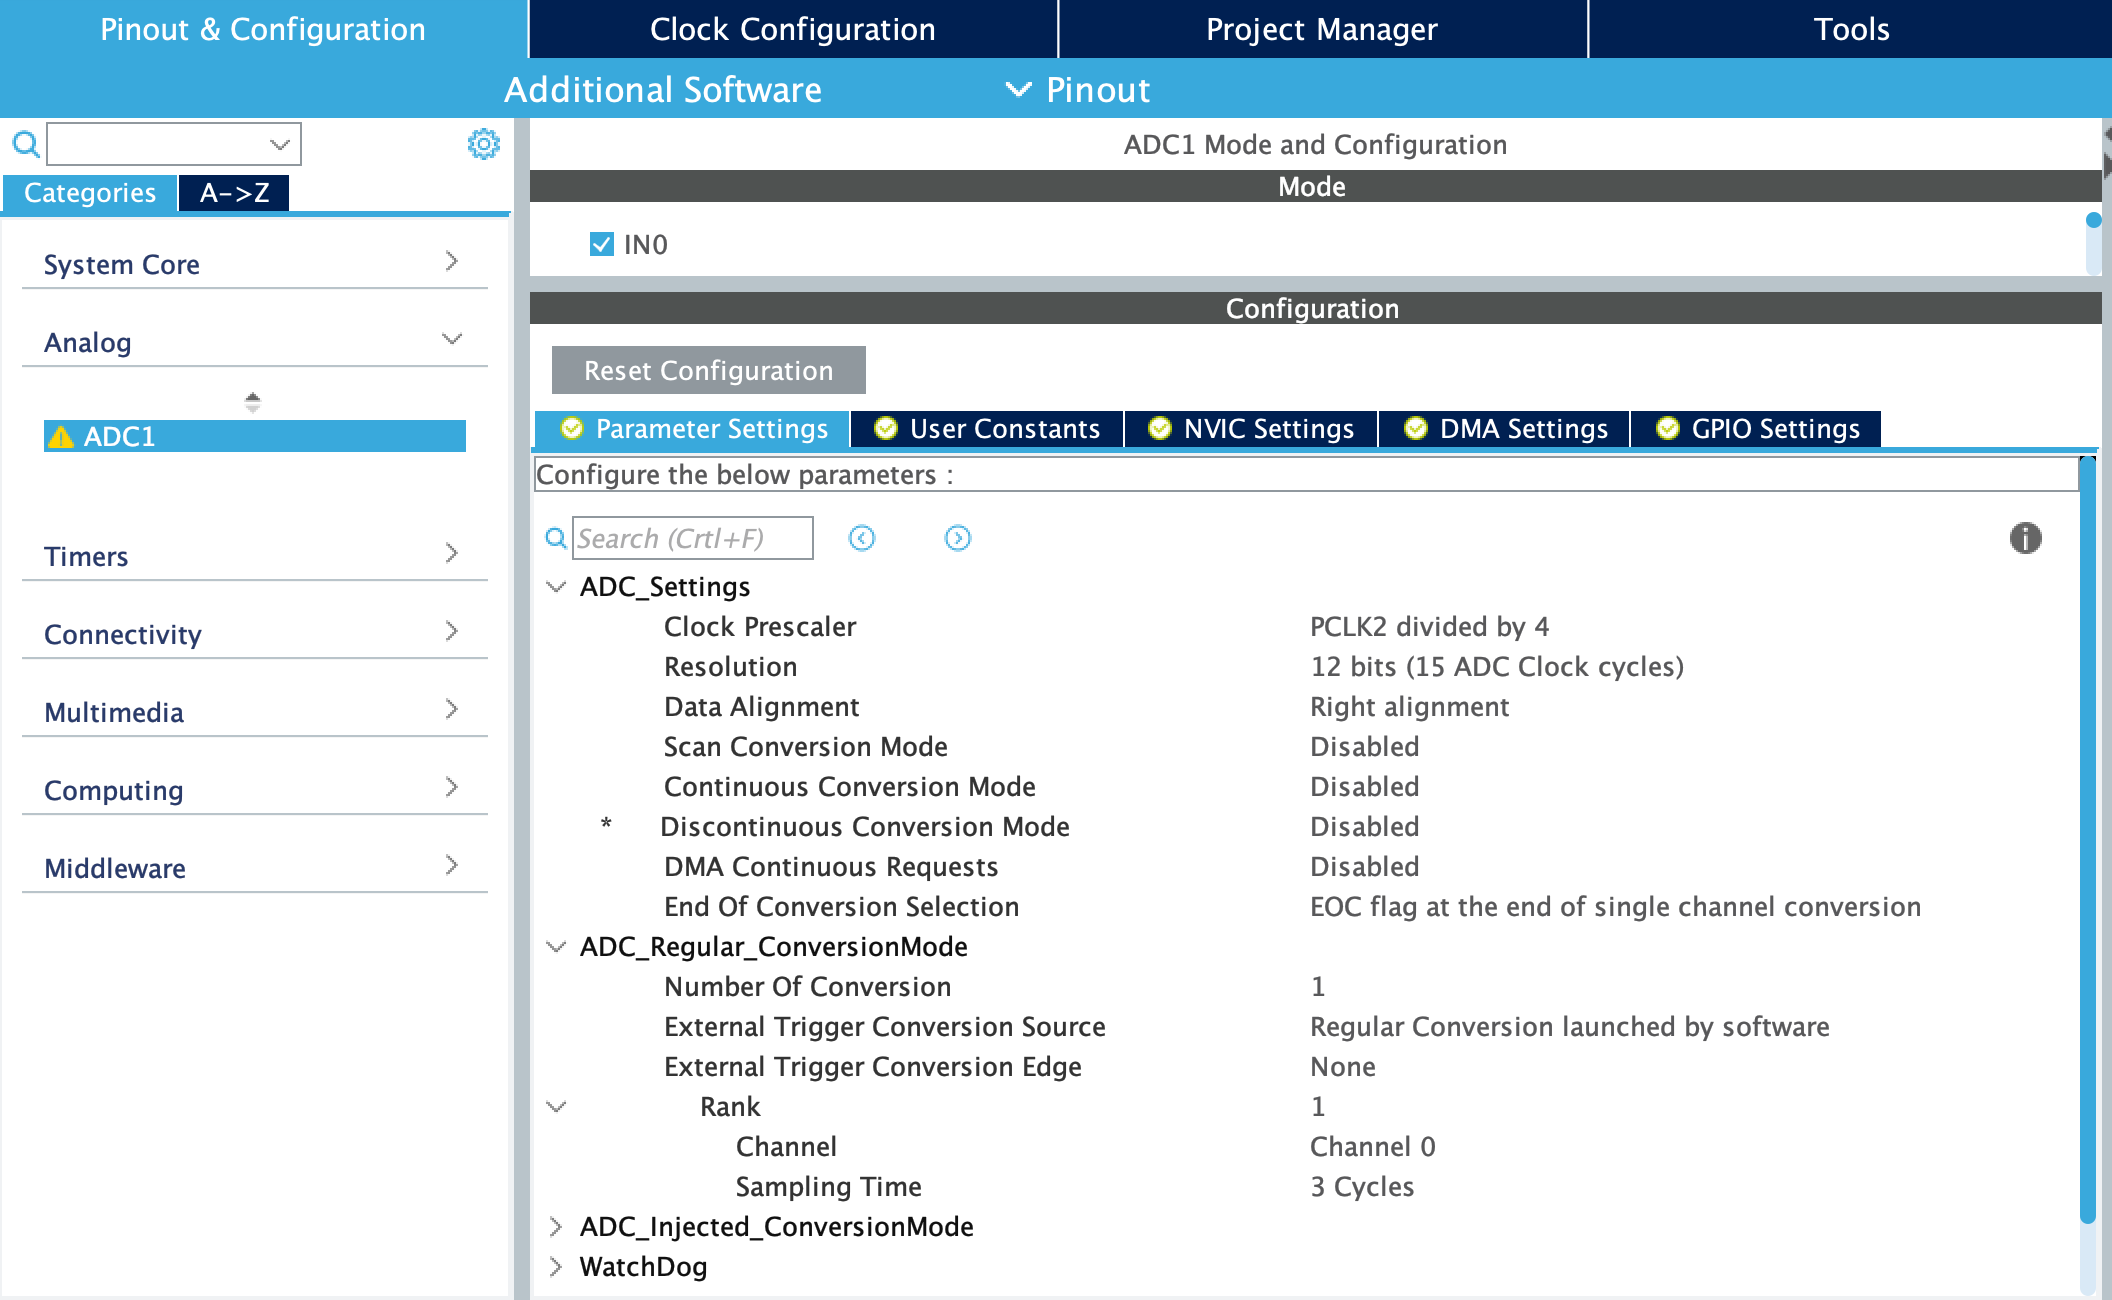 Pinout & Configuration
Clock Configuration
Project Manager
Tools
Additional Software
Pinout
Categories
A->Z
System Core
Analog
ADC1
Timers
Connectivity
Multimedia
Computing
Middleware
ADC1 Mode and Configuration
Mode
IN0
Configuration
Reset Configuration
Parameter Settings
User Constants
NVIC Settings
DMA Settings
GPIO Settings
Configure the below parameters :
Search (Crtl+F)
ADC_Settings
Clock Prescaler PCLK2 divided by 4
Resolution 12 bits (15 ADC Clock cycles)
Data Alignment Right alignment
Scan Conversion Mode Disabled
Continuous Conversion Mode Disabled
* Discontinuous Conversion Mode Disabled
DMA Continuous Requests Disabled
End Of Conversion Selection EOC flag at the end of single channel conversion
ADC_Regular_ConversionMode
Number Of Conversion 1
External Trigger Conversion Source Regular Conversion launched by software
External Trigger Conversion Edge None
Rank 1
Channel Channel 0
Sampling Time 3 Cycles
ADC_Injected_ConversionMode
WatchDog